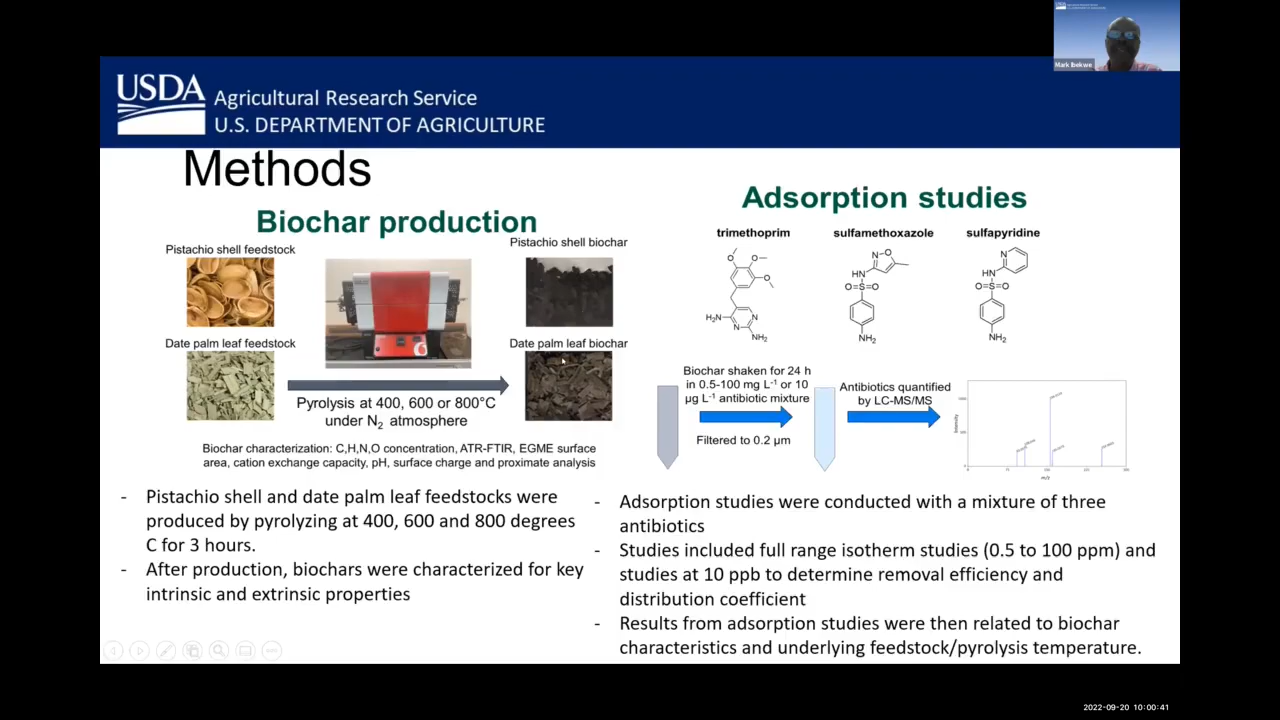 Mark Ibekwe
USDA
Agricultural Research Service
U.S. DEPARTMENT OF AGRICULTURE
Methods
Biochar production
Pistachio shell feedstock
Pistachio shell biochar
Date palm leaf feedstock
Date palm leaf biochar
Pyrolysis at 400, 600 or 800°C
under N₂ atmosphere
Biochar characterization: C,H,N,O concentration, ATR-FTIR, EGME surface
area, cation exchange capacity, pH, surface charge and proximate analysis
- Pistachio shell and date palm leaf feedstocks were
produced by pyrolyzing at 400, 600 and 800 degrees
C for 3 hours.
- After production, biochars were characterized for key
intrinsic and extrinsic properties
Adsorption studies
trimethoprim
sulfamethoxazole
sulfapyridine
Biochar shaken for 24 h
in 0.5-100 mg L⁻¹ or 10
µg L⁻¹ antibiotic mixture
Filtered to 0.2 µm
Antibiotics quantified
by LC-MS/MS
- Adsorption studies were conducted with a mixture of three
antibiotics
- Studies included full range isotherm studies (0.5 to 100 ppm) and
studies at 10 ppb to determine removal efficiency and
distribution coefficient
- Results from adsorption studies were then related to biochar
characteristics and underlying feedstock/pyrolysis temperature.
2022-09-20 10:00:41